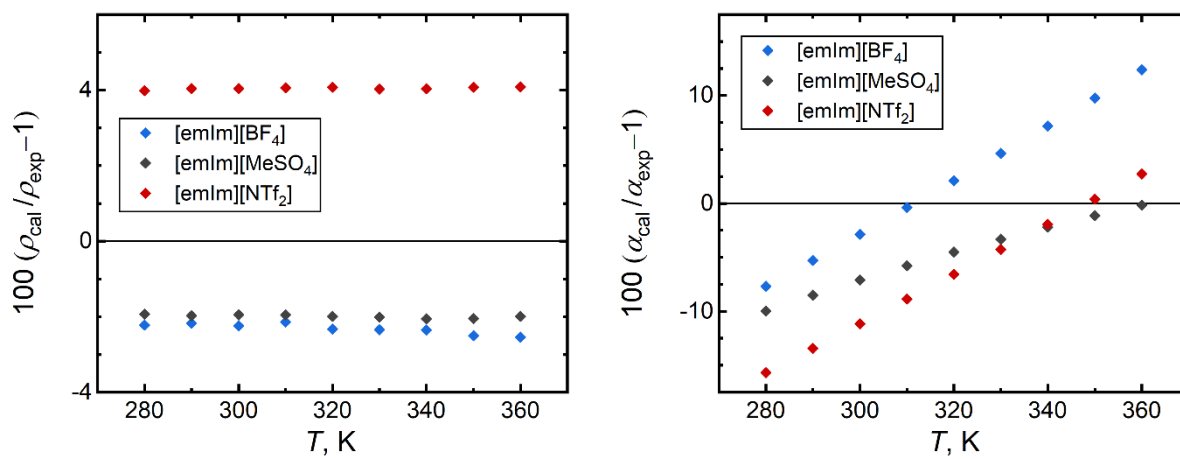 100 (ρcal /ρexp−1)
4
0
-4
[emIm][BF4]
[emIm][MeSO4]
[emIm][NTf2]
280
300
320
340
360
T, K
100 (αcal /αexp−1)
10
0
-10
[emIm][BF4]
[emIm][MeSO4]
[emIm][NTf2]
280
300
320
340
360
T, K